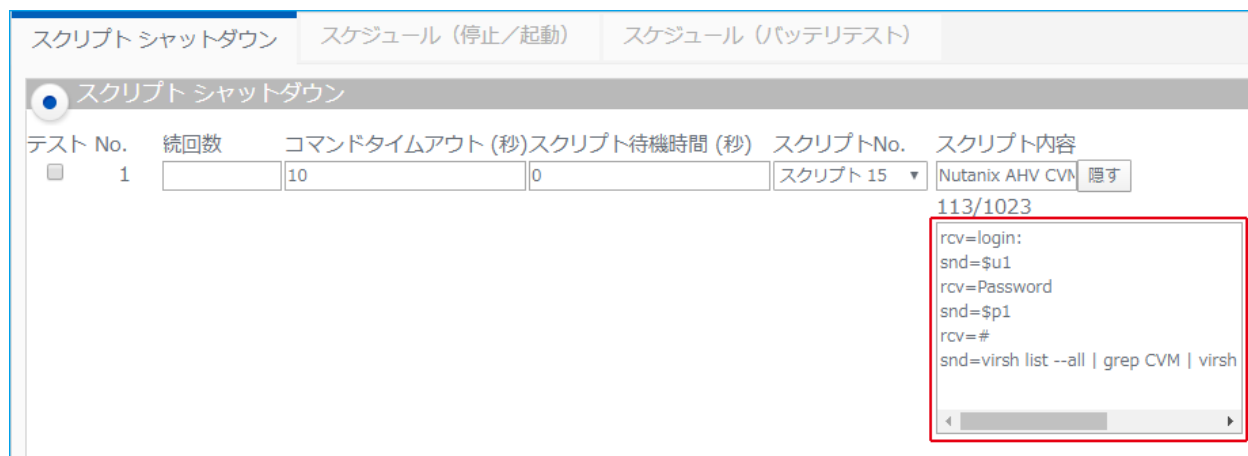 スクリプト シャットダウン スケジュール（停止／起動） スケジュール（バッテリテスト）
スクリプト シャットダウン
テスト No. 続回数 コマンドタイムアウト (秒) スクリプト待機時間 (秒) スクリプトNo. スクリプト内容
1 10 0 スクリプト 15 Nutanix AHV CVM 隠す
113/1023
rcv=login:
snd=$u1
rcv=Password
snd=$p1
rcv=#
snd=virsh list --all | grep CVM | virsh